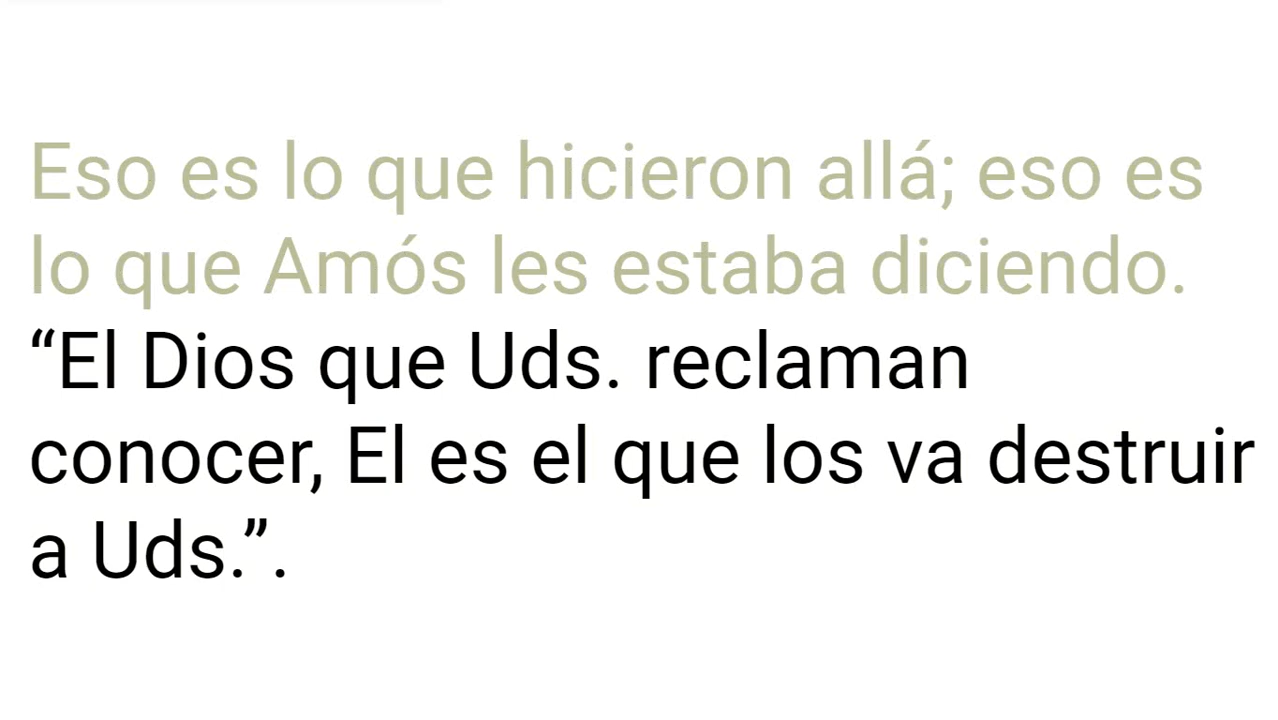 Eso es lo que hicieron allá; eso es
lo que Amós les estaba diciendo.
“El Dios que Uds. reclaman
conocer, El es el que los va destruir
a Uds.”.